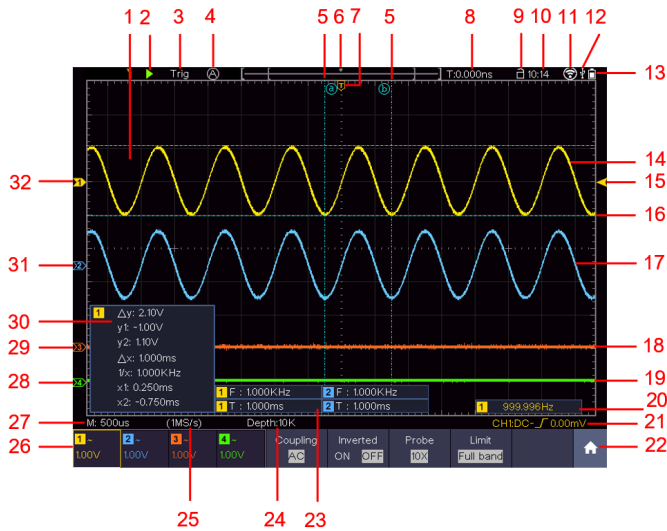 1 2 3 4 5 6 7 5 8 9 10 11 12
13
Trig A T:0.000ns 10:14
a T b
14
32 1 15
16
31 2 17
1 Δy: 2.10V
30 y1: -1.00V
y2: 1.10V
29 3 18
Δx: 1.000ms
1/x: 1.000KHz
28 4 19
x1: 0.250ms
x2: -0.750ms
1 F : 1.000KHz 2 F : 1.000KHz
1 T : 1.000ms 2 T : 1.000ms
1 999.996Hz 20
27 M: 500us (1MS/s) Depth:10K CH1:DC- 0.00mV 21
26 1 ~ 2 ~ 3 ~ 4 ~ Coupling Inverted Probe Limit 22
1.00V 1.00V 1.00V 1.00V AC ON OFF 10X Full band
25 24 23